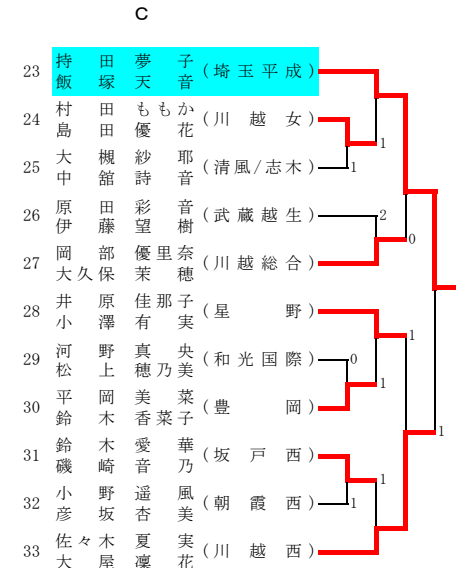 C
23 持田夢子 飯塚天音 (埼玉平成)
24 村田ももか 島田優花 (川越女)
1
25 大槻紗耶 中舘詩音 (清風/志木)
1
26 原田彩音 伊藤望樹 (武蔵越生)
2
0
27 岡部優里奈 大久保茉穂 (川越総合)
28 井原佳那子 小澤有実 (星野)
1
29 河野真央 松上穂乃美 (和光国際)
0
1
30 平岡美菜 鈴木香菜子 (豊岡)
1
31 鈴木愛華 磯崎音乃 (坂戸西)
1
32 小野遥風 彦坂杏美 (朝霞西)
1
1
33 佐々木夏実 大屋凜花 (川越西)